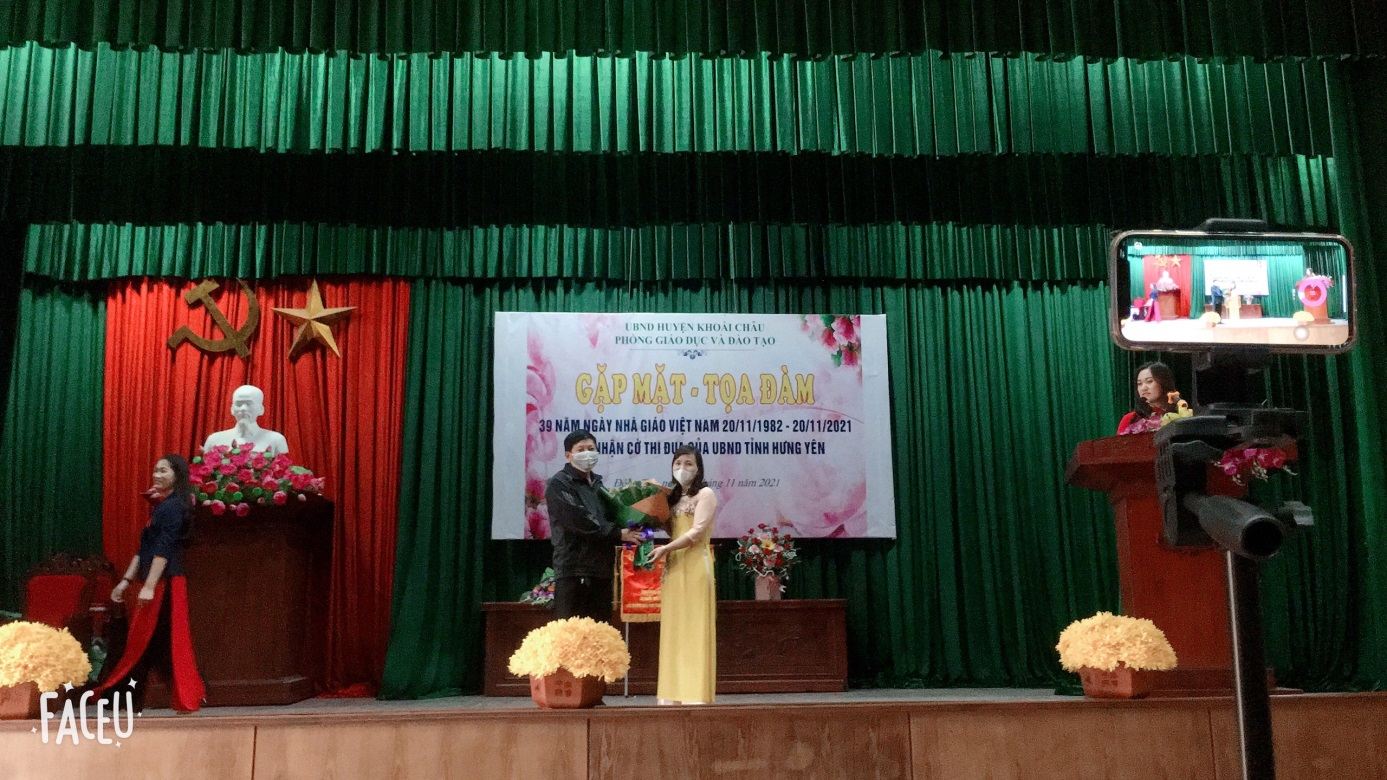 UBND HUYỆN KHOÁI CHÂU
PHÒNG GIÁO DỤC VÀ ĐÀO TẠO
GẶP MẶT - TỌA ĐÀM
39 NĂM NGÀY NHÀ GIÁO VIỆT NAM 20/11/1982 - 20/11/2021
NHẬN CỜ THI ĐUA CỦA UBND TỈNH HƯNG YÊN
11 năm 2021
FACEU